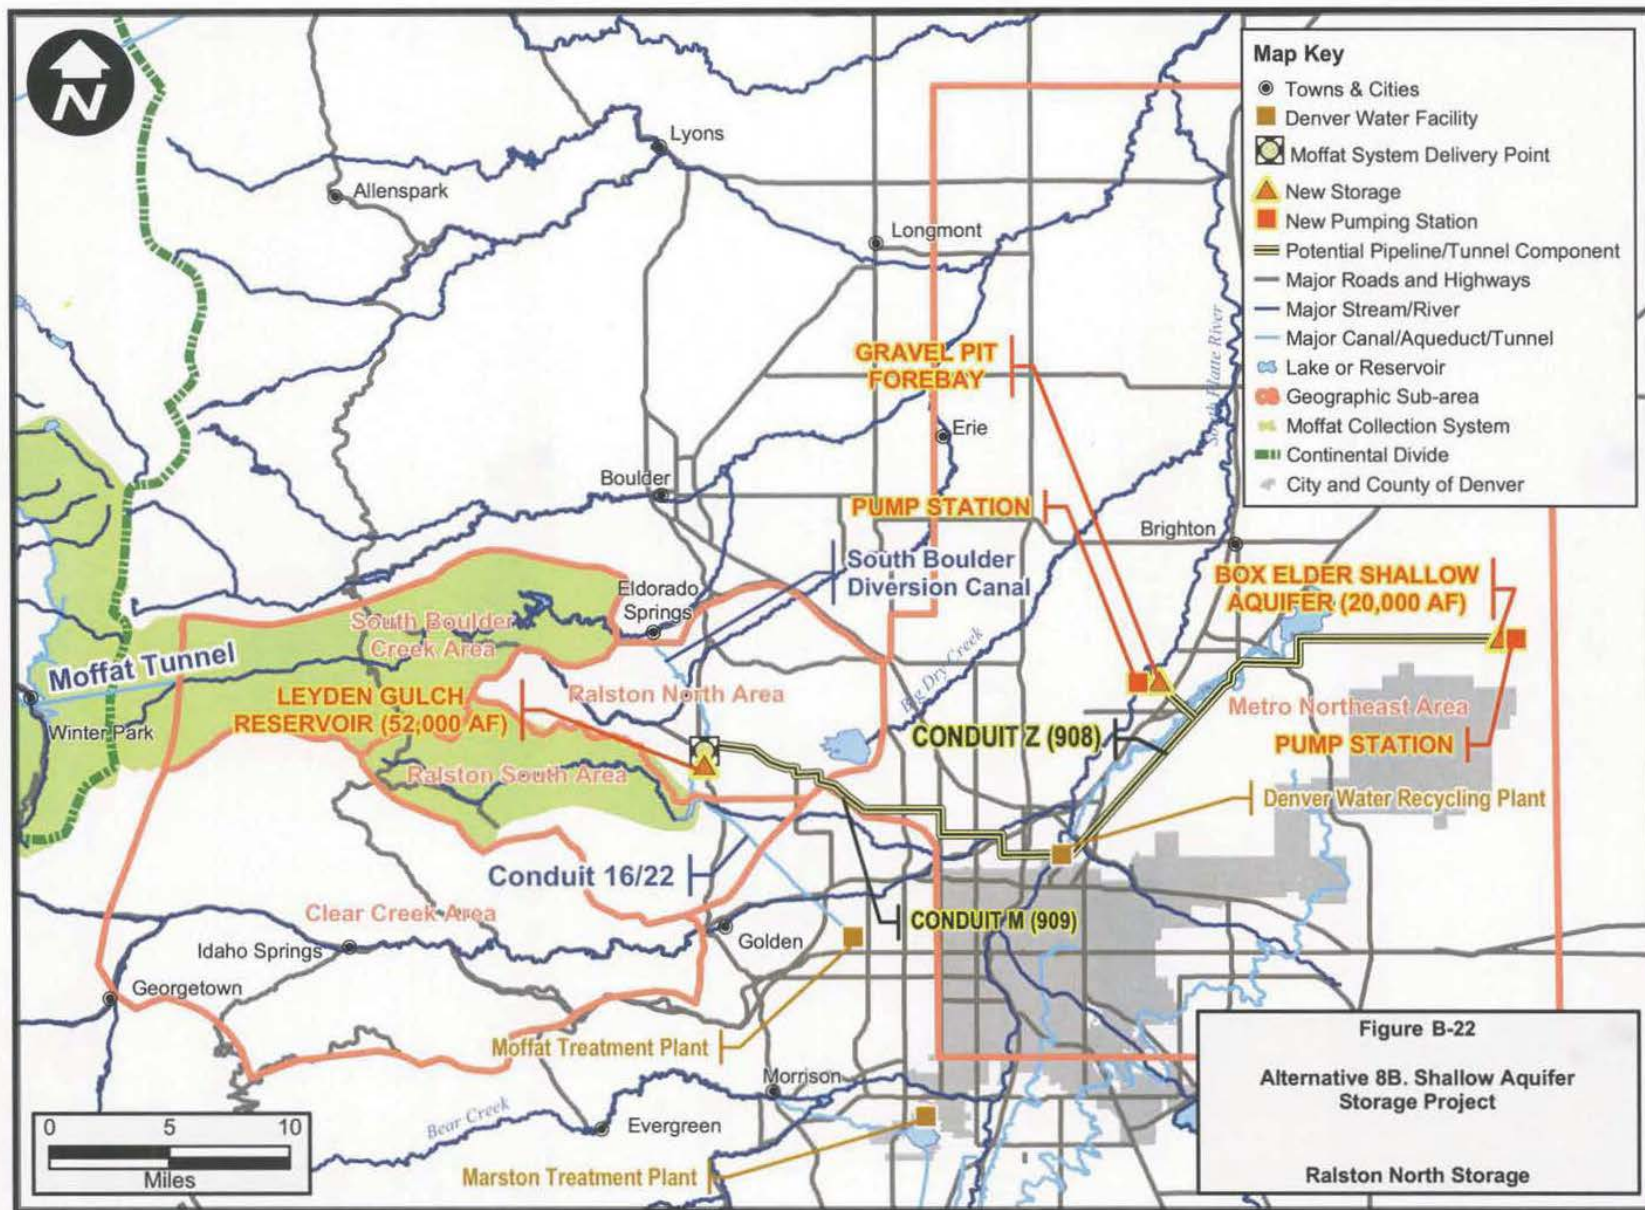 N
Map Key
Towns & Cities
Denver Water Facility
Moffat System Delivery Point
New Storage
New Pumping Station
Potential Pipeline/Tunnel Component
Major Roads and Highways
Major Stream/River
Major Canal/Aqueduct/Tunnel
Lake or Reservoir
Geographic Sub-area
Moffat Collection System
Continental Divide
City and County of Denver
Lyons
Allenspark
Longmont
South Platte River
GRAVEL PIT
FOREBAY
Erie
Boulder
PUMP STATION
Brighton
South Boulder
Diversion Canal
BOX ELDER SHALLOW
AQUIFER (20,000 AF)
Eldorado
Springs
South Boulder
Creek Area
Big Dry Creek
Moffat Tunnel
LEYDEN GULCH
RESERVOIR (52,000 AF)
Ralston North Area
Metro Northeast Area
Winter Park
CONDUIT Z (908)
PUMP STATION
Ralston South Area
Denver Water Recycling Plant
Conduit 16/22
Clear Creek Area
CONDUIT M (909)
Idaho Springs
Golden
Georgetown
Moffat Treatment Plant
Morrison
Bear Creek
Evergreen
Marston Treatment Plant
0 5 10
Miles
Figure B-22
Alternative 8B. Shallow Aquifer
Storage Project
Ralston North Storage